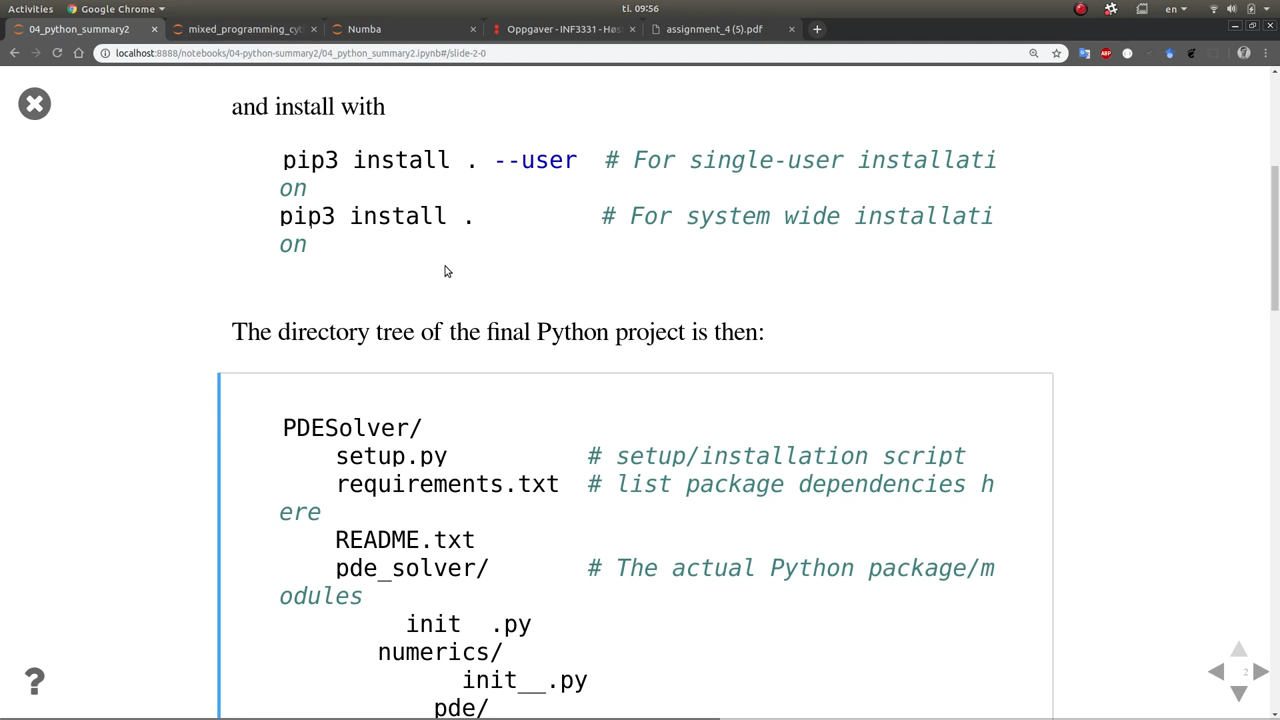 Activities
Google Chrome
ti. 09:56
en
04_python_summary2
mixed_programming_cyt
Numba
Oppgaver - INF3331 - Høs
assignment_4 (5).pdf
localhost:8888/notebooks/04-python-summary2/04_python_summary2.ipynb#/slide-2-0
and install with
pip3 install . --user # For single-user installati
on
pip3 install . # For system wide installati
on
The directory tree of the final Python project is then:
PDESolver/
setup.py # setup/installation script
requirements.txt # list package dependencies h
ere
README.txt
pde_solver/ # The actual Python package/m
odules
init .py
numerics/
init__.py
pde/
?
2